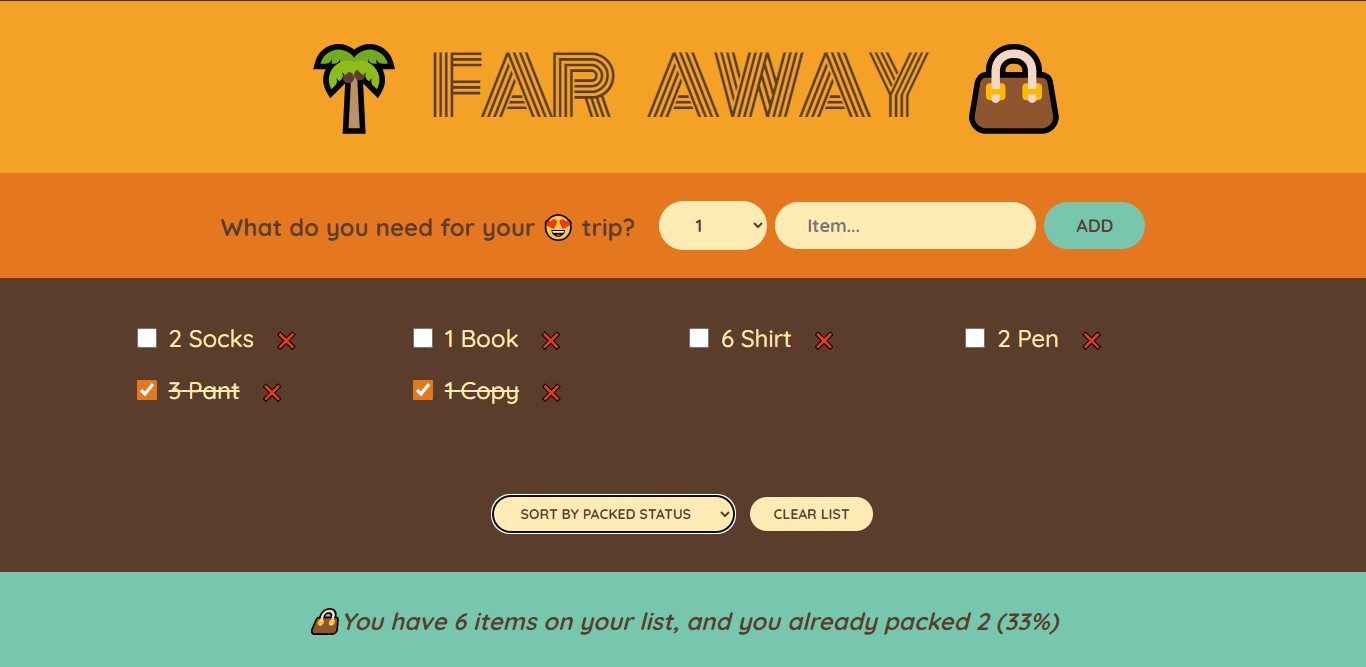 FAR AWAY
What do you need for your 😍 trip? 1 Item... ADD
2 Socks ❌ 1 Book ❌ 6 Shirt ❌ 2 Pen ❌
3 Pant ❌ 1 Copy ❌
SORT BY PACKED STATUS CLEAR LIST
👜You have 6 items on your list, and you already packed 2 (33%)